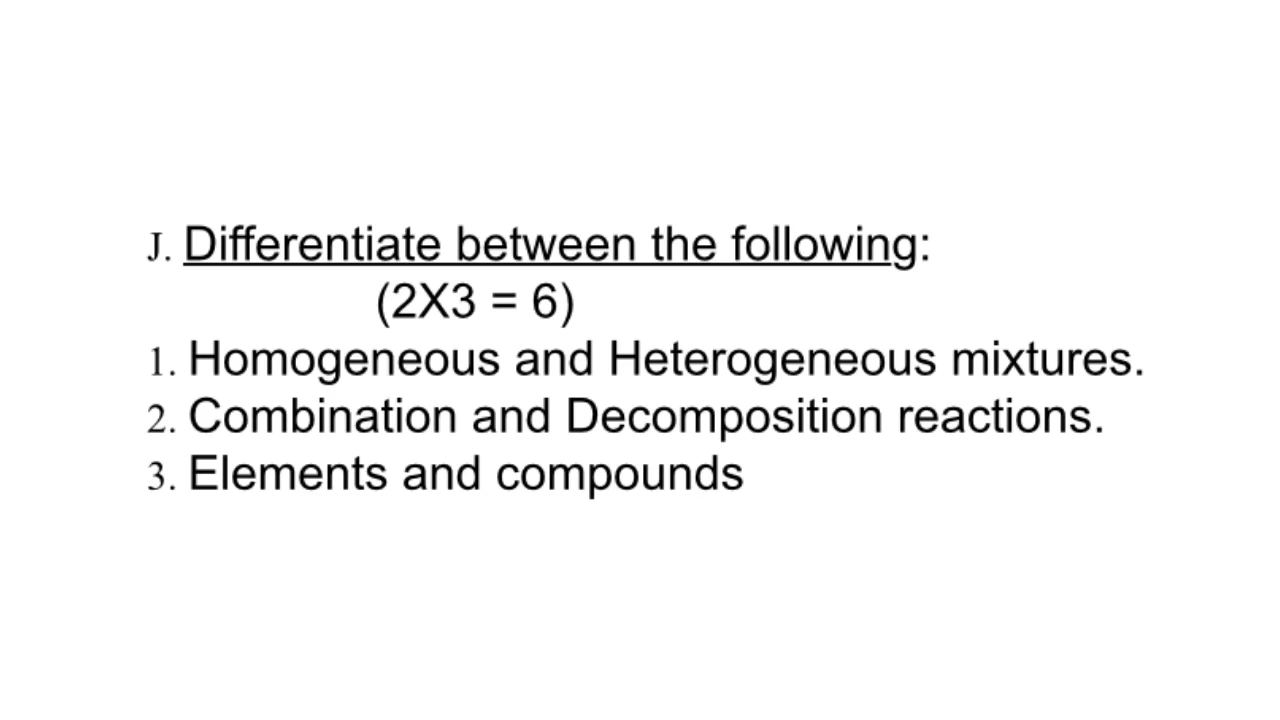 J. Differentiate between the following:
(2X3 = 6)
1. Homogeneous and Heterogeneous mixtures.
2. Combination and Decomposition reactions.
3. Elements and compounds